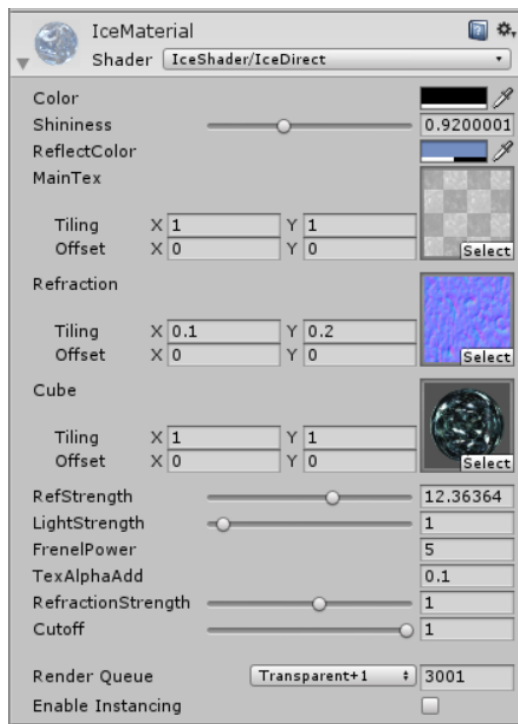 IceMaterial
Shader IceShader/IceDirect
Color
Shininess 0.9200001
ReflectColor
MainTex
Tiling X 1 Y 1
Offset X 0 Y 0 Select
Refraction
Tiling X 0.1 Y 0.2
Offset X 0 Y 0 Select
Cube
Tiling X 1 Y 1
Offset X 0 Y 0 Select
RefStrength 12.36364
LightStrength 1
FrenelPower 5
TexAlphaAdd 0.1
RefractionStrength 1
Cutoff 1
Render Queue Transparent+1 3001
Enable Instancing